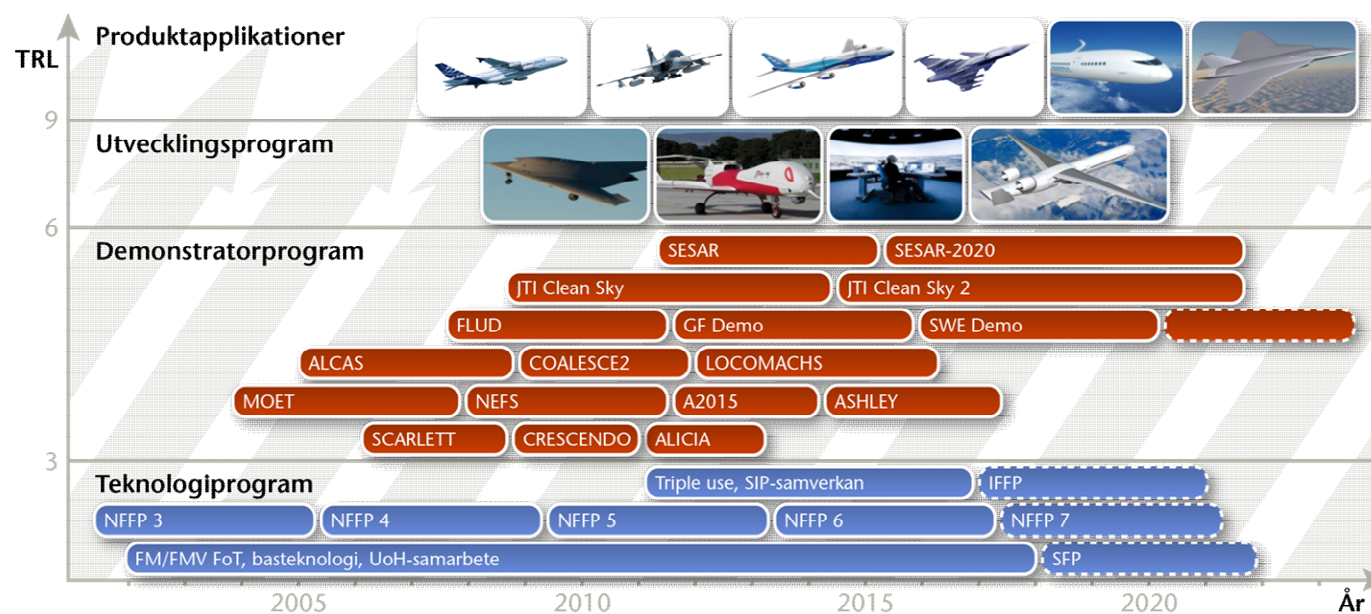 Produktapplikationer
TRL
9
Utvecklingsprogram
6
Demonstratorprogram
SESAR
SESAR-2020
JTI Clean Sky
JTI Clean Sky 2
FLUD
GF Demo
SWE Demo
ALCAS
COALESCE2
LOCOMACHS
MOET
NEFS
A2015
ASHLEY
SCARLETT
CRESCENDO
ALICIA
3
Teknologiprogram
Triple use, SIP-samverkan
IFFP
NFFP 3
NFFP 4
NFFP 5
NFFP 6
NFFP 7
FM/FMV FoT, basteknologi, UoH-samarbete
SFP
2005
2010
2015
2020
År